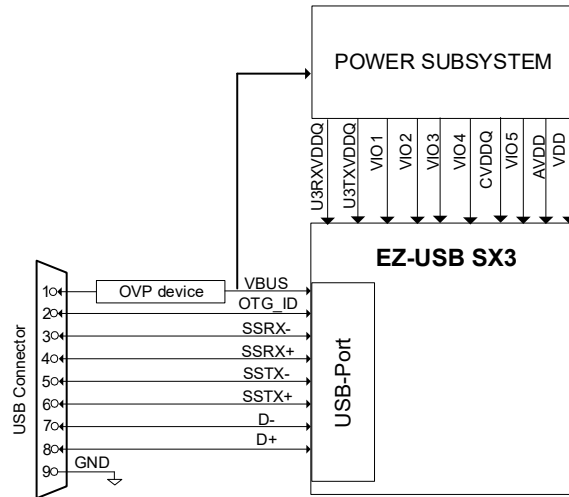 POWER SUBSYSTEM
U3RXVDDQ
U3TXVDDQ
VIO1
VIO2
VIO3
VIO4
CVDDQ
VIO5
AVDD
VDD
EZ-USB SX3
USB Connector
1
OVP device
VBUS
2
OTG_ID
3
SSRX-
4
SSRX+
5
SSTX-
6
SSTX+
7
D-
8
D+
9
GND
USB-Port